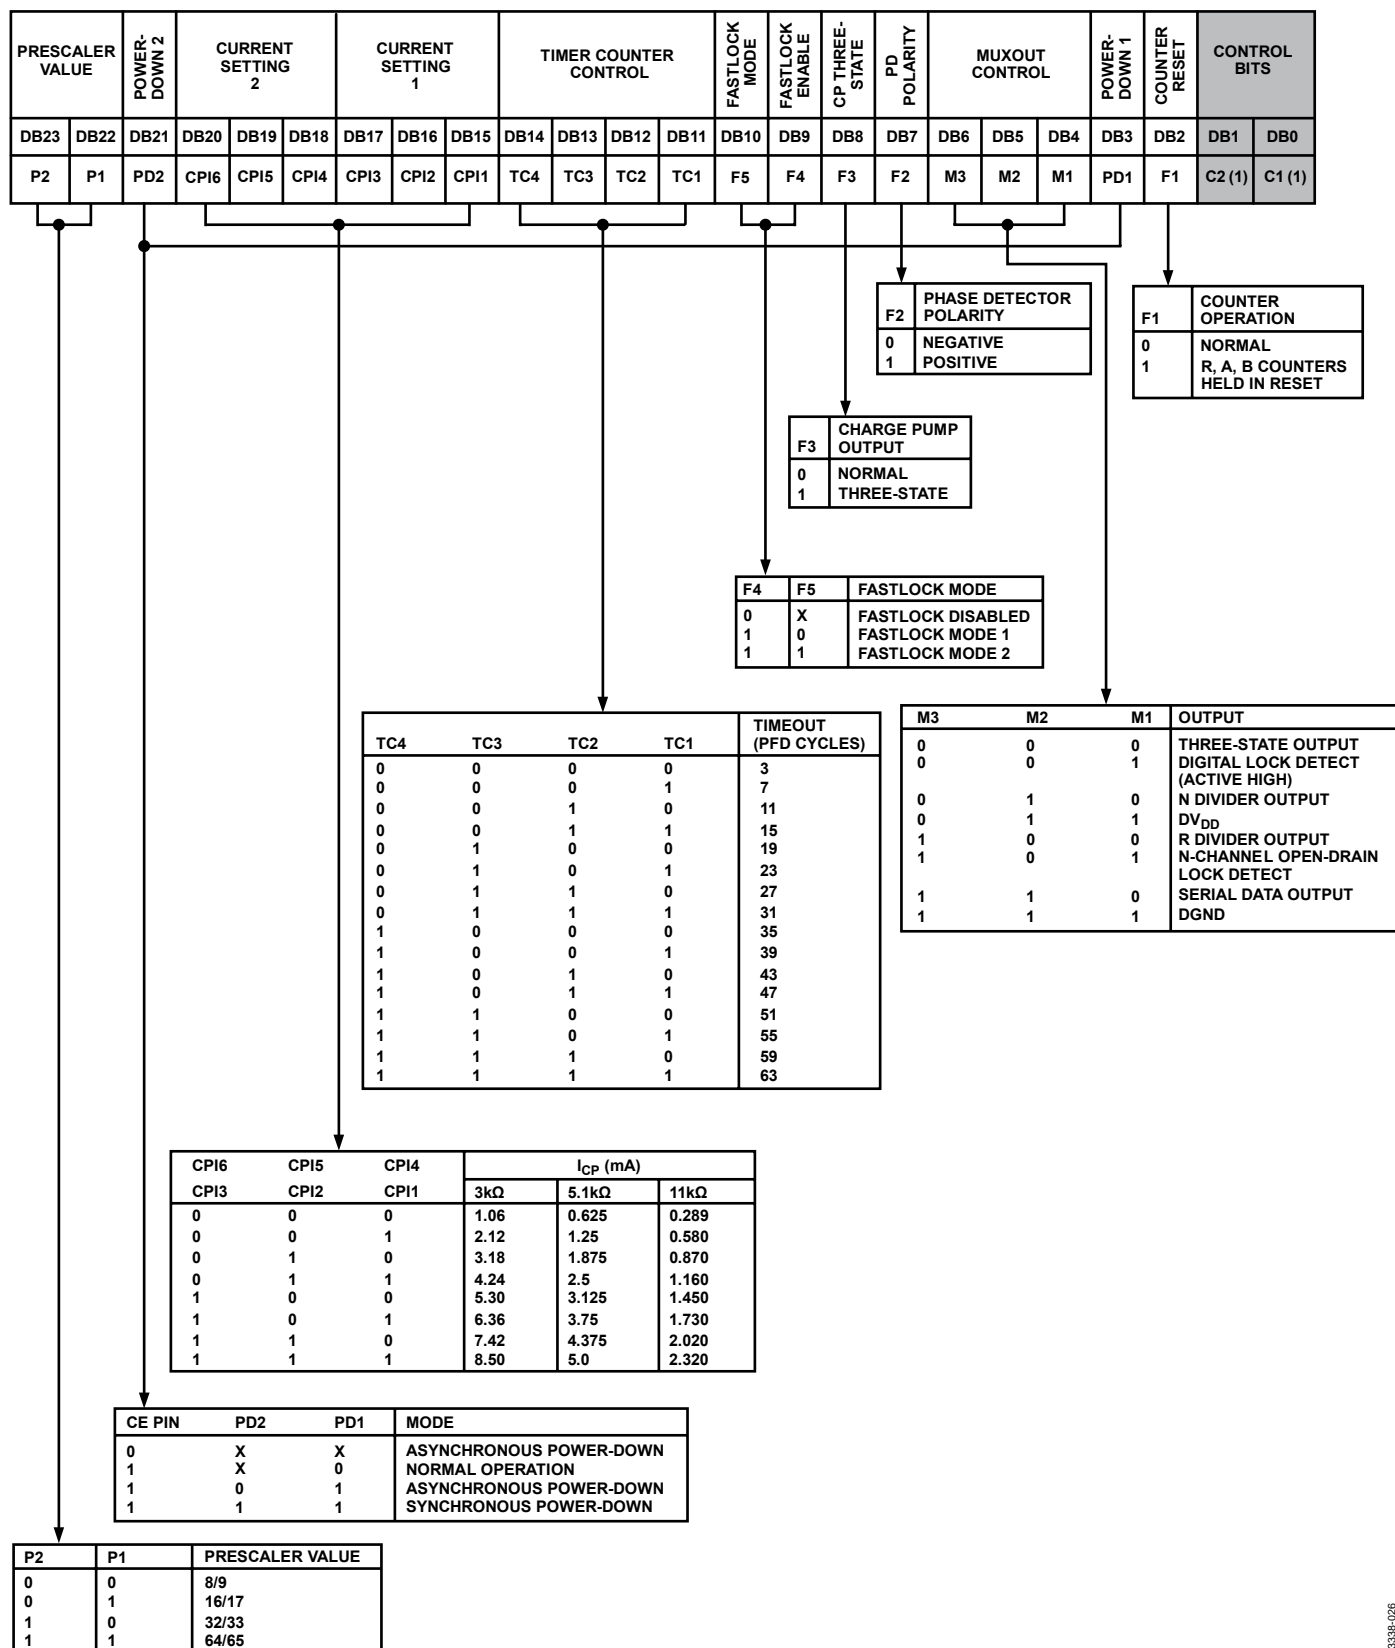 PRESCALER
VALUE
POWER-
DOWN 2
CURRENT
SETTING
2
CURRENT
SETTING
1
TIMER COUNTER
CONTROL
FASTLOCK
MODE
FASTLOCK
ENABLE
CP THREE-
STATE
PD
POLARITY
MUXOUT
CONTROL
POWER-
DOWN 1
COUNTER
RESET
CONTROL
BITS
DB23 DB22 DB21 DB20 DB19 DB18 DB17 DB16 DB15 DB14 DB13 DB12 DB11 DB10 DB9 DB8 DB7 DB6 DB5 DB4 DB3 DB2 DB1 DB0
P2 P1 PD2 CPI6 CPI5 CPI4 CPI3 CPI2 CPI1 TC4 TC3 TC2 TC1 F5 F4 F3 F2 M3 M2 M1 PD1 F1 C2 (1) C1 (1)
F2 PHASE DETECTOR
POLARITY
0 NEGATIVE
1 POSITIVE
F1 COUNTER
OPERATION
0 NORMAL
1 R, A, B COUNTERS
HELD IN RESET
F3 CHARGE PUMP
OUTPUT
0 NORMAL
1 THREE-STATE
F4 F5 FASTLOCK MODE
0 X FASTLOCK DISABLED
1 0 FASTLOCK MODE 1
1 1 FASTLOCK MODE 2
TC4 TC3 TC2 TC1 TIMEOUT
(PFD CYCLES)
0 0 0 0 3
0 0 0 1 7
0 0 1 0 11
0 0 1 1 15
0 1 0 0 19
0 1 0 1 23
0 1 1 0 27
0 1 1 1 31
1 0 0 0 35
1 0 0 1 39
1 0 1 0 43
1 0 1 1 47
1 1 0 0 51
1 1 0 1 55
1 1 1 0 59
1 1 1 1 63
M3 M2 M1 OUTPUT
0 0 0 THREE-STATE OUTPUT
0 0 1 DIGITAL LOCK DETECT
(ACTIVE HIGH)
0 1 0 N DIVIDER OUTPUT
0 1 1 DVDD
1 0 0 R DIVIDER OUTPUT
1 0 1 N-CHANNEL OPEN-DRAIN
LOCK DETECT
1 1 0 SERIAL DATA OUTPUT
1 1 1 DGND
CPI6 CPI5 CPI4 ICP (mA)
CPI3 CPI2 CPI1 3kΩ 5.1kΩ 11kΩ
0 0 0 1.06 0.625 0.289
0 0 1 2.12 1.25 0.580
0 1 0 3.18 1.875 0.870
0 1 1 4.24 2.5 1.160
1 0 0 5.30 3.125 1.450
1 0 1 6.36 3.75 1.730
1 1 0 7.42 4.375 2.020
1 1 1 8.50 5.0 2.320
CE PIN PD2 PD1 MODE
0 X X ASYNCHRONOUS POWER-DOWN
1 X 0 NORMAL OPERATION
1 0 1 ASYNCHRONOUS POWER-DOWN
1 1 1 SYNCHRONOUS POWER-DOWN
P2 P1 PRESCALER VALUE
0 0 8/9
0 1 16/17
1 0 32/33
1 1 64/65
3338-026